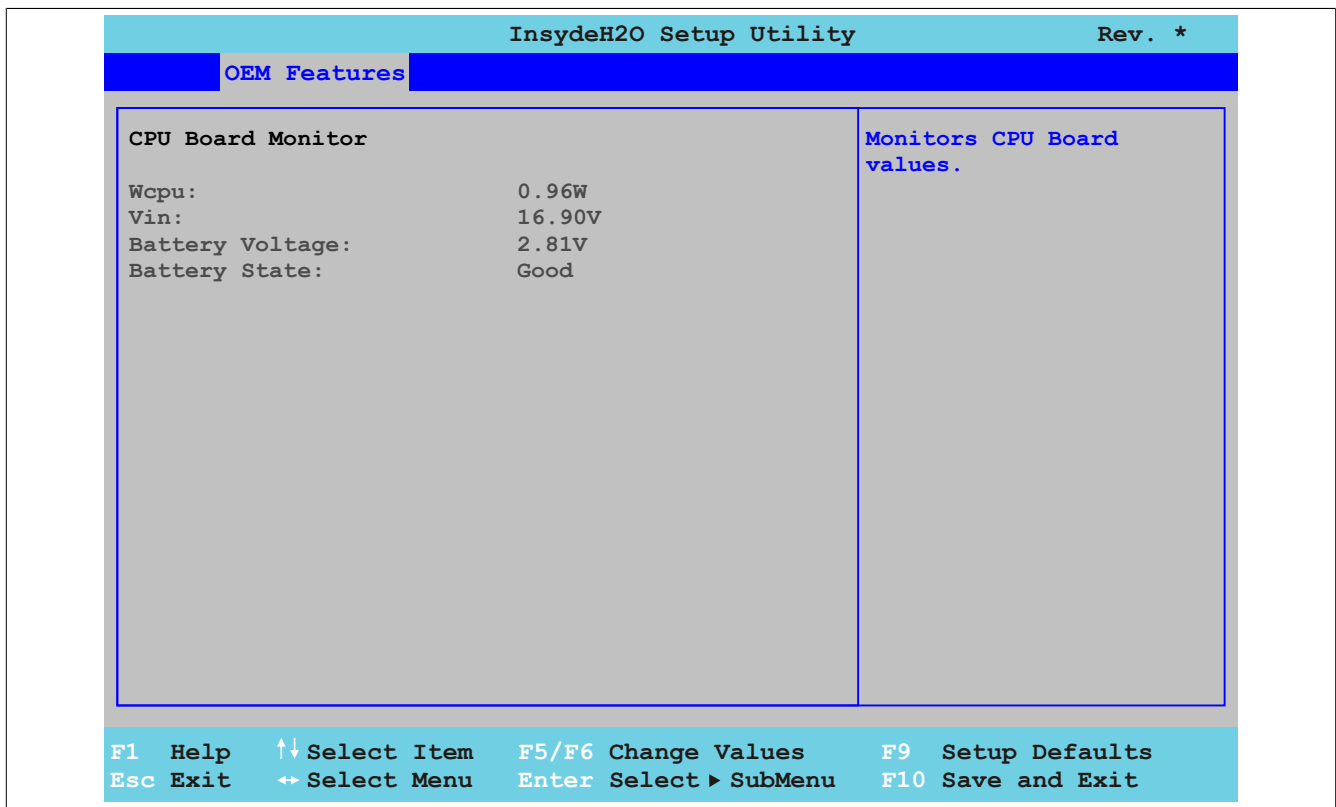 InsydeH2O Setup Utility Rev. *
OEM Features
CPU Board Monitor
Monitors CPU Board
values.
Wcpu: 0.96W
Vin: 16.90V
Battery Voltage: 2.81V
Battery State: Good
F1 Help ↑↓ Select Item F5/F6 Change Values F9 Setup Defaults
Esc Exit ↔ Select Menu Enter Select ▶ SubMenu F10 Save and Exit